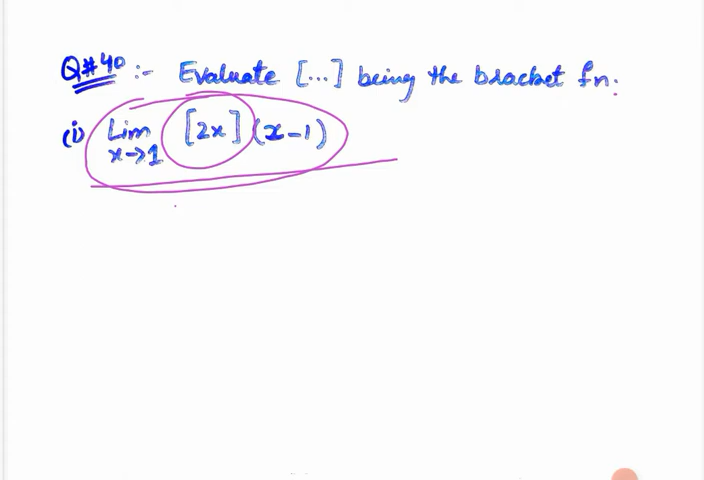 Q#40:- Evaluate [...] being the bracket fn.
(i) Lim [2x] (x-1)
x→1